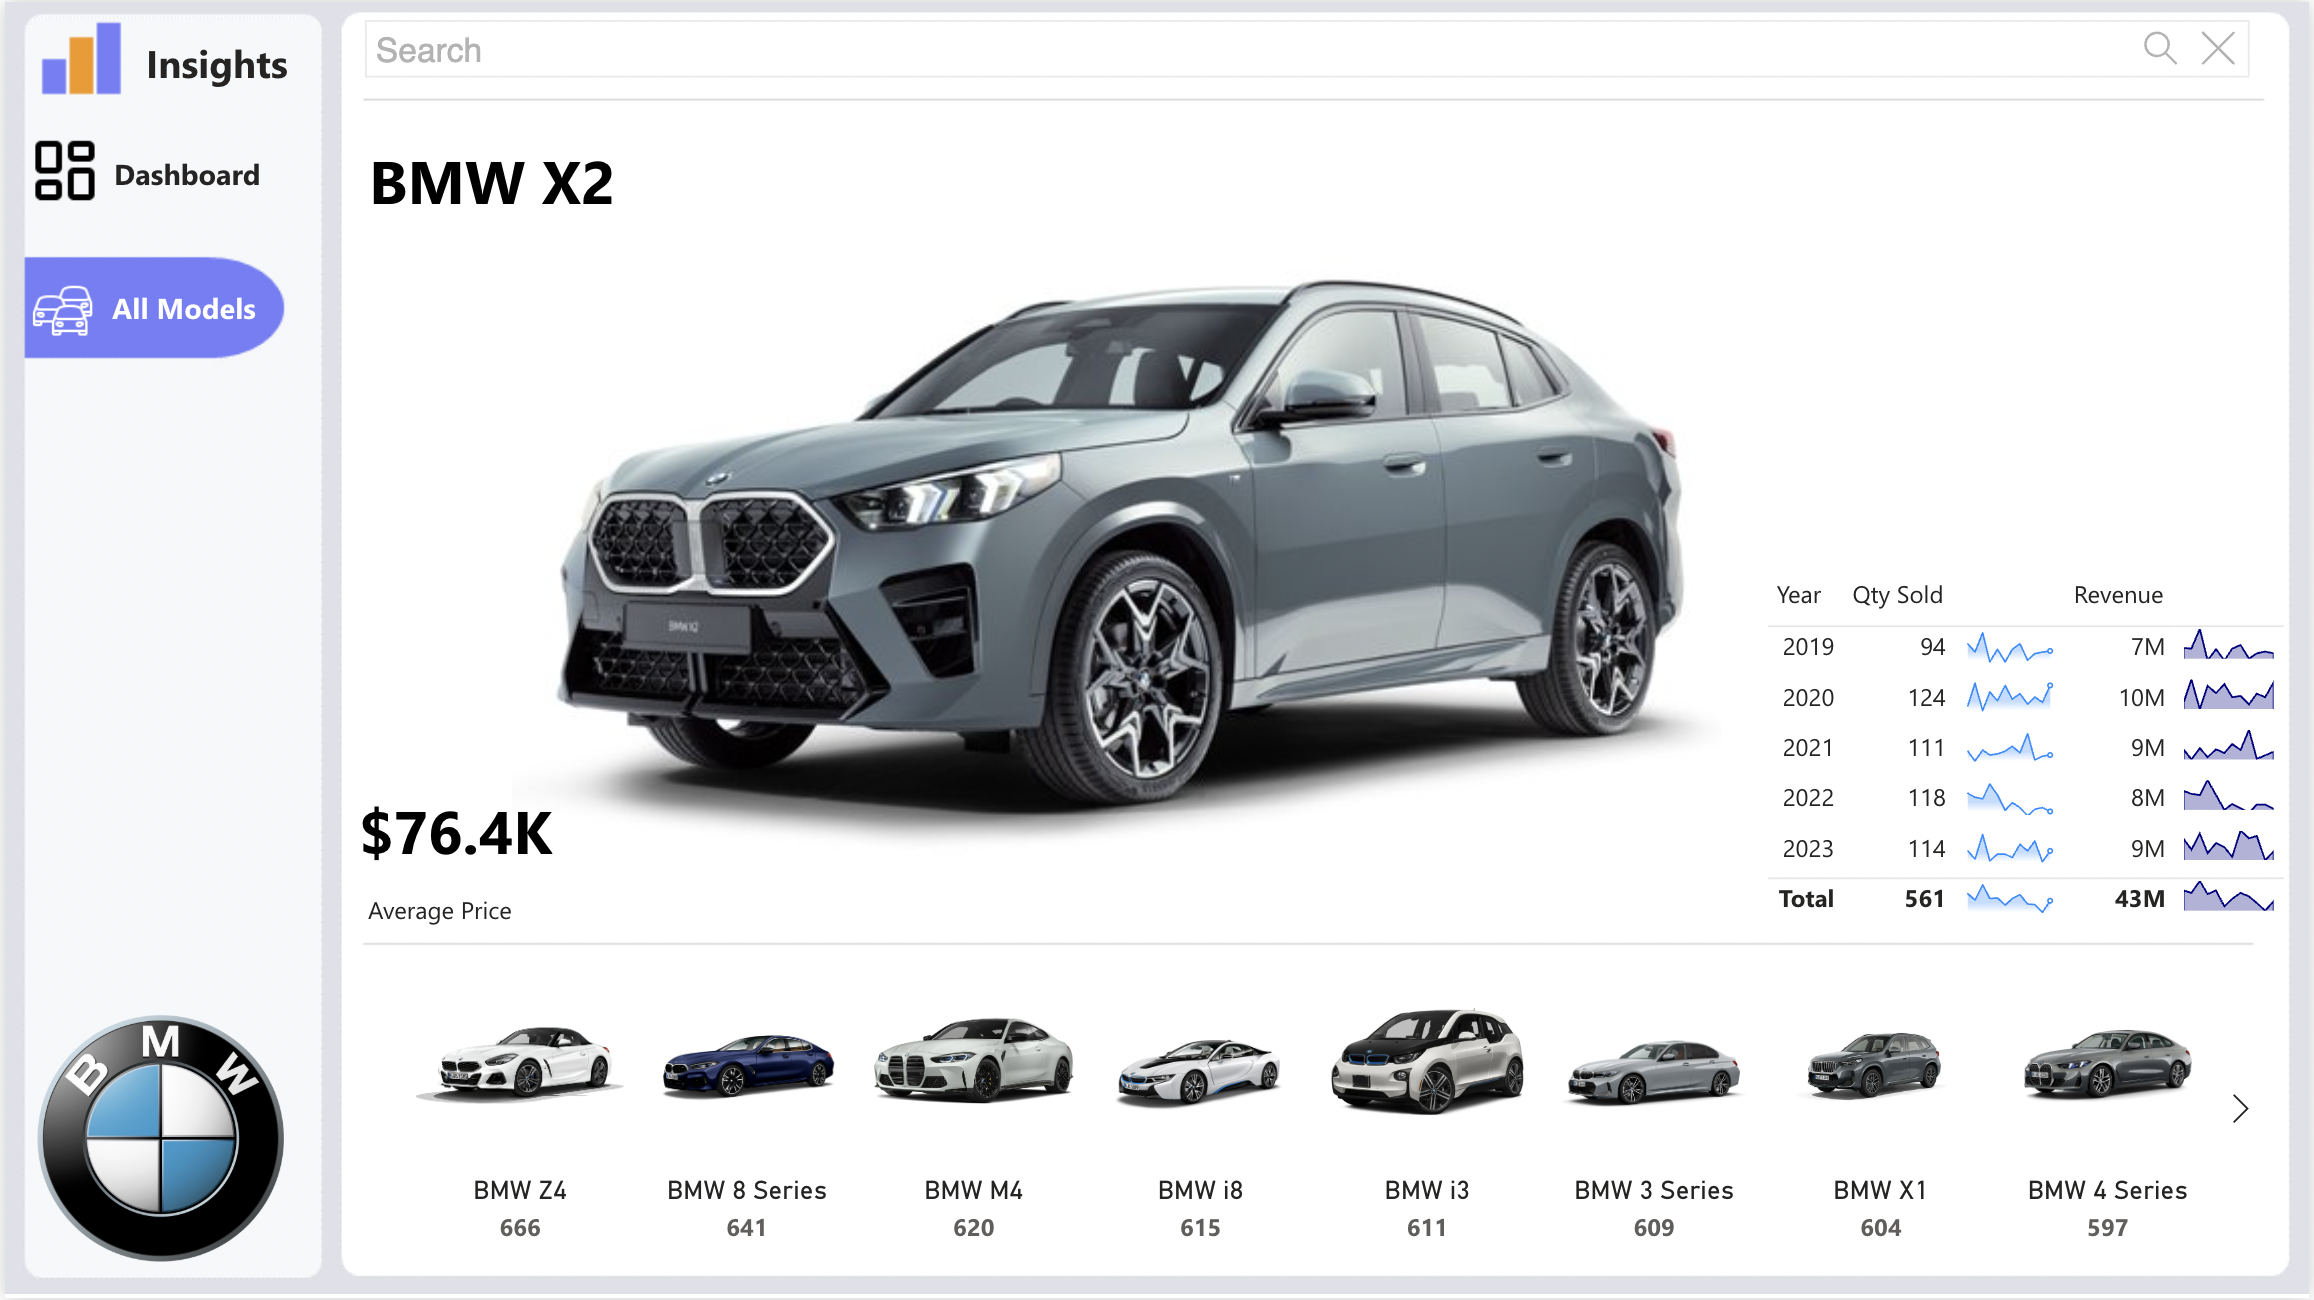 Insights
Dashboard
All Models
B M W
Search
BMW X2
BMW X2
$76.4K
Average Price
Year Qty Sold Revenue
2019 94 7M
2020 124 10M
2021 111 9M
2022 118 8M
2023 114 9M
Total 561 43M
BMW Z4 BMW 8 Series BMW M4 BMW i8 BMW i3 BMW 3 Series BMW X1 BMW 4 Series
666 641 620 615 611 609 604 597